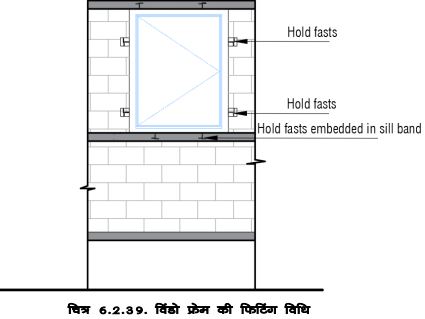 Hold fasts
Hold fasts
Hold fasts embedded in sill band
चित्र 6.2.39. विंडो फ्रेम की फिटिंग विधि